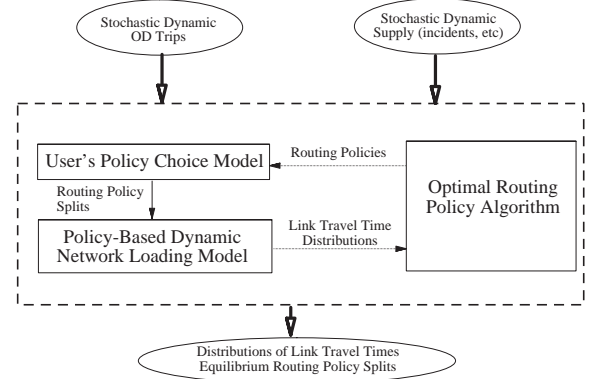 Stochastic Dynamic
OD Trips
Stochastic Dynamic
Supply (incidents, etc)
User's Policy Choice Model
Routing Policies
Optimal Routing
Policy Algorithm
Routing Policy
Splits
Policy-Based Dynamic
Network Loading Model
Link Travel Time
Distributions
Distributions of Link Travel Times
Equilibrium Routing Policy Splits